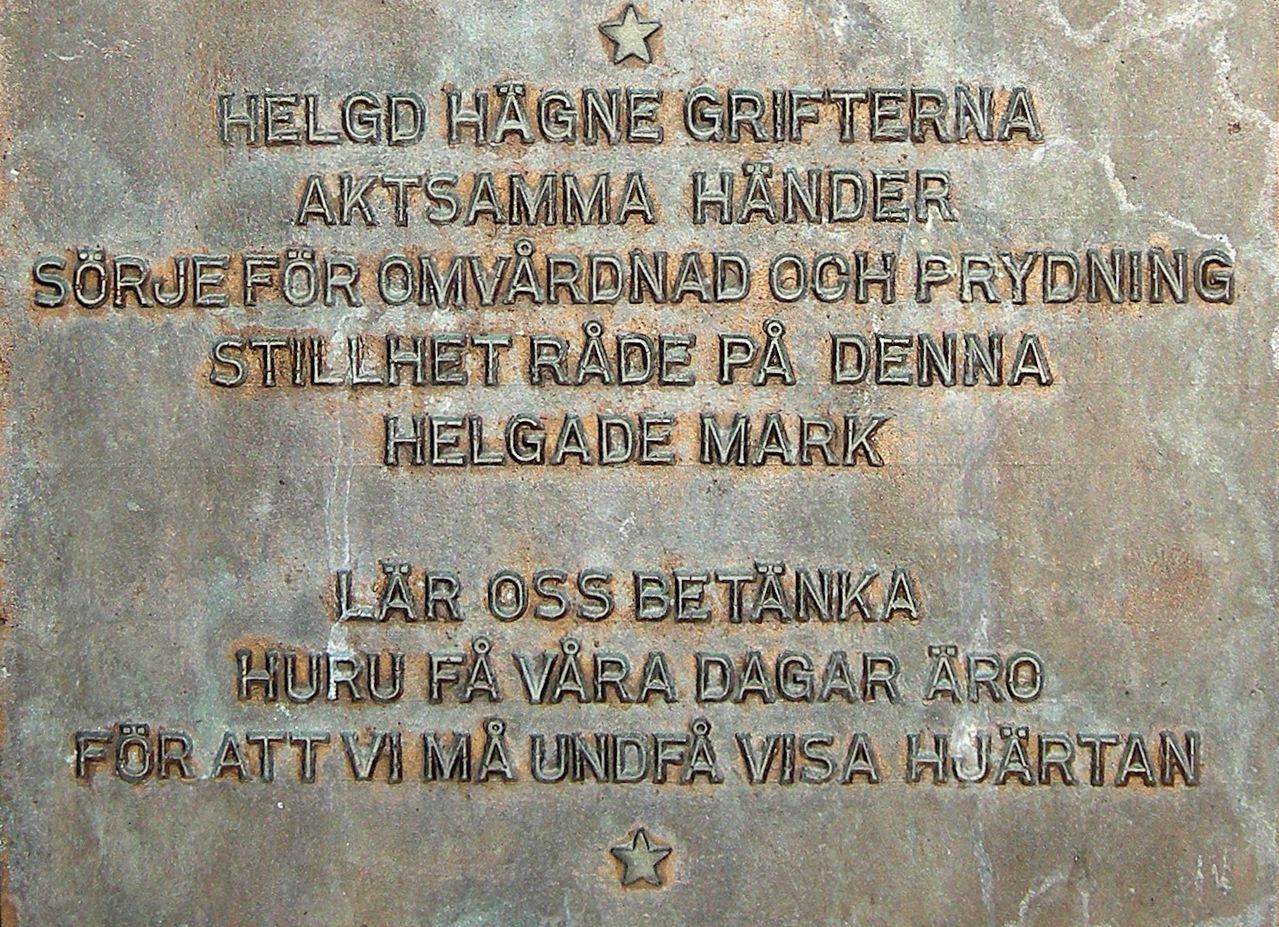 HELGD HÄGNE GRIFTERNA
AKTSAMMA HÄNDER
SÖRJE FÖR OMVÅRDNAD OCH PRYDNING
STILLHET RÅDE PÅ DENNA
HELGADE MARK
LÄR OSS BETÄNKA
HURU FÅ VÅRA DAGAR ÄRO
FÖR ATT VI MÅ UNDFÅ VISA HJÄRTAN